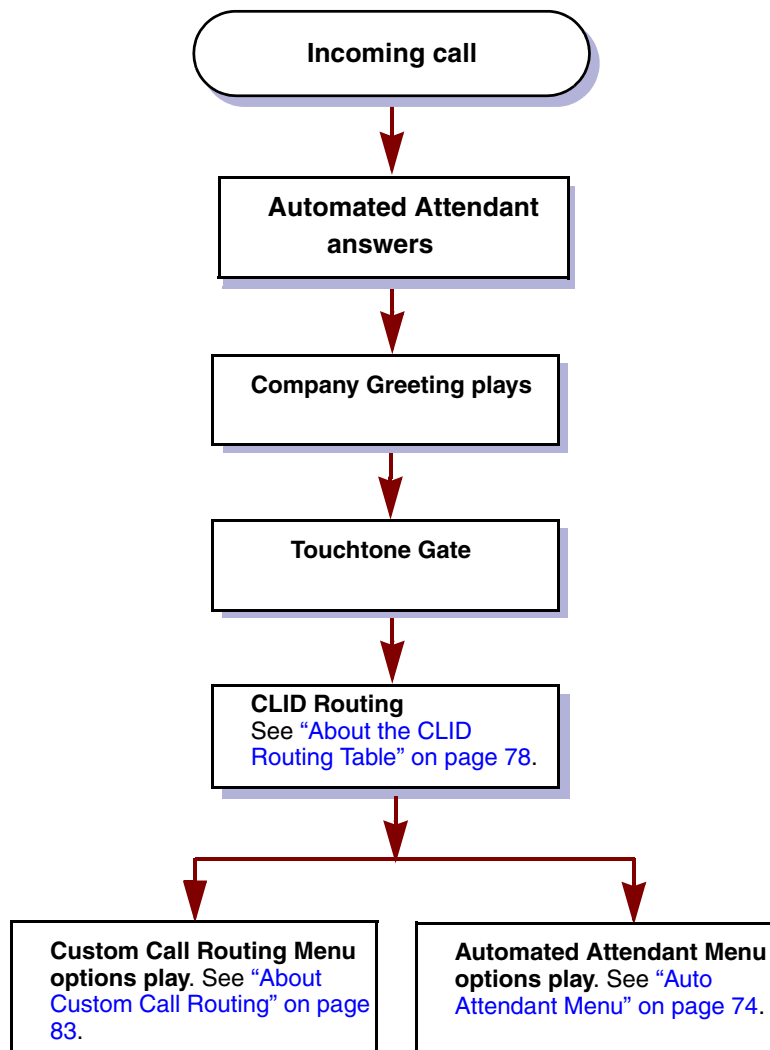 Incoming call
Automated Attendant
answers
Company Greeting plays
Touchtone Gate
CLID Routing
See “About the CLID
Routing Table” on page 78.
Custom Call Routing Menu
options play. See “About
Custom Call Routing” on page
83.
Automated Attendant Menu
options play. See “Auto
Attendant Menu” on page 74.